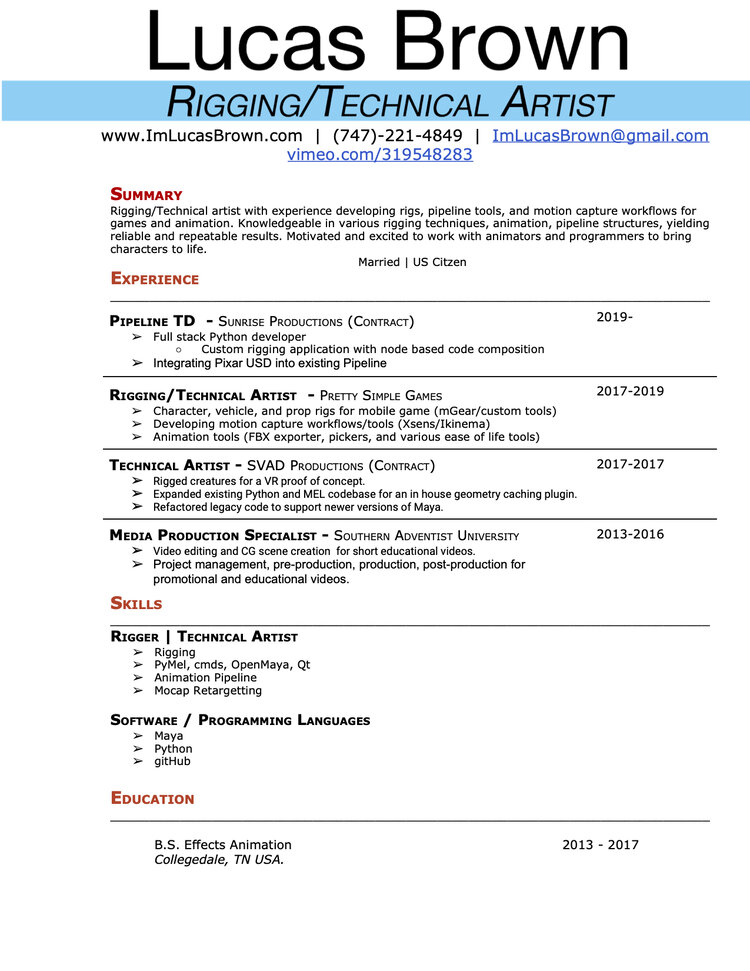 Lucas Brown
Rigging/Technical Artist
www.ImLucasBrown.com | (747)-221-4849 | ImLucasBrown@gmail.com
vimeo.com/319548283
Summary
Rigging/Technical artist with experience developing rigs, pipeline tools, and motion capture workflows for
games and animation. Knowledgeable in various rigging techniques, animation, pipeline structures, yielding
reliable and repeatable results. Motivated and excited to work with animators and programmers to bring
characters to life.
Married | US Citzen
Experience
Pipeline TD - Sunrise Productions (Contract) 2019-
➢ Full stack Python developer
○ Custom rigging application with node based code composition
➢ Integrating Pixar USD into existing Pipeline
Rigging/Technical Artist - Pretty Simple Games 2017-2019
➢ Character, vehicle, and prop rigs for mobile game (mGear/custom tools)
➢ Developing motion capture workflows/tools (Xsens/Ikinema)
➢ Animation tools (FBX exporter, pickers, and various ease of life tools)
Technical Artist - SVAD Productions (Contract) 2017-2017
➢ Rigged creatures for a VR proof of concept.
➢ Expanded existing Python and MEL codebase for an in house geometry caching plugin.
➢ Refactored legacy code to support newer versions of Maya.
Media Production Specialist - Southern Adventist University 2013-2016
➢ Video editing and CG scene creation for short educational videos.
➢ Project management, pre-production, production, post-production for
promotional and educational videos.
Skills
Rigger | Technical Artist
➢ Rigging
➢ PyMel, cmds, OpenMaya, Qt
➢ Animation Pipeline
➢ Mocap Retargetting
Software / Programming Languages
➢ Maya
➢ Python
➢ gitHub
Education
B.S. Effects Animation 2013 - 2017
Collegedale, TN USA.